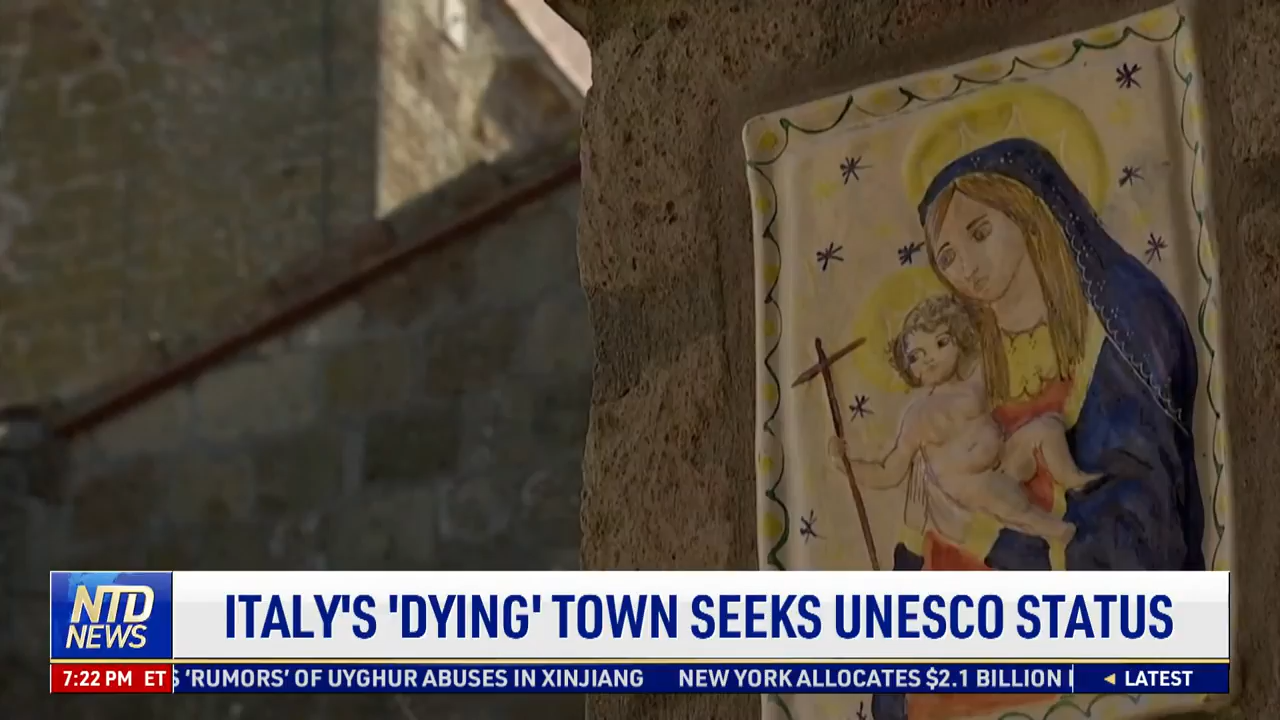 NTD
NEWS
ITALY'S 'DYING' TOWN SEEKS UNESCO STATUS
7:22 PM ET
'RUMORS' OF UYGHUR ABUSES IN XINJIANG NEW YORK ALLOCATES $2.1 BILLION
◄ LATEST